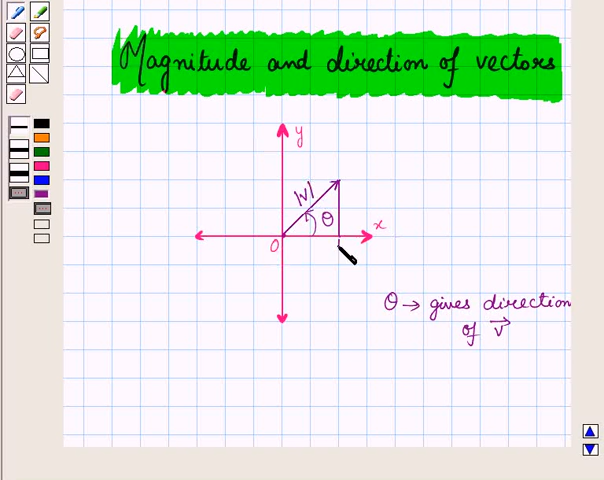 Magnitude and direction of vectors
y
|v|
θ
x
O
θ → gives direction
of v⃗